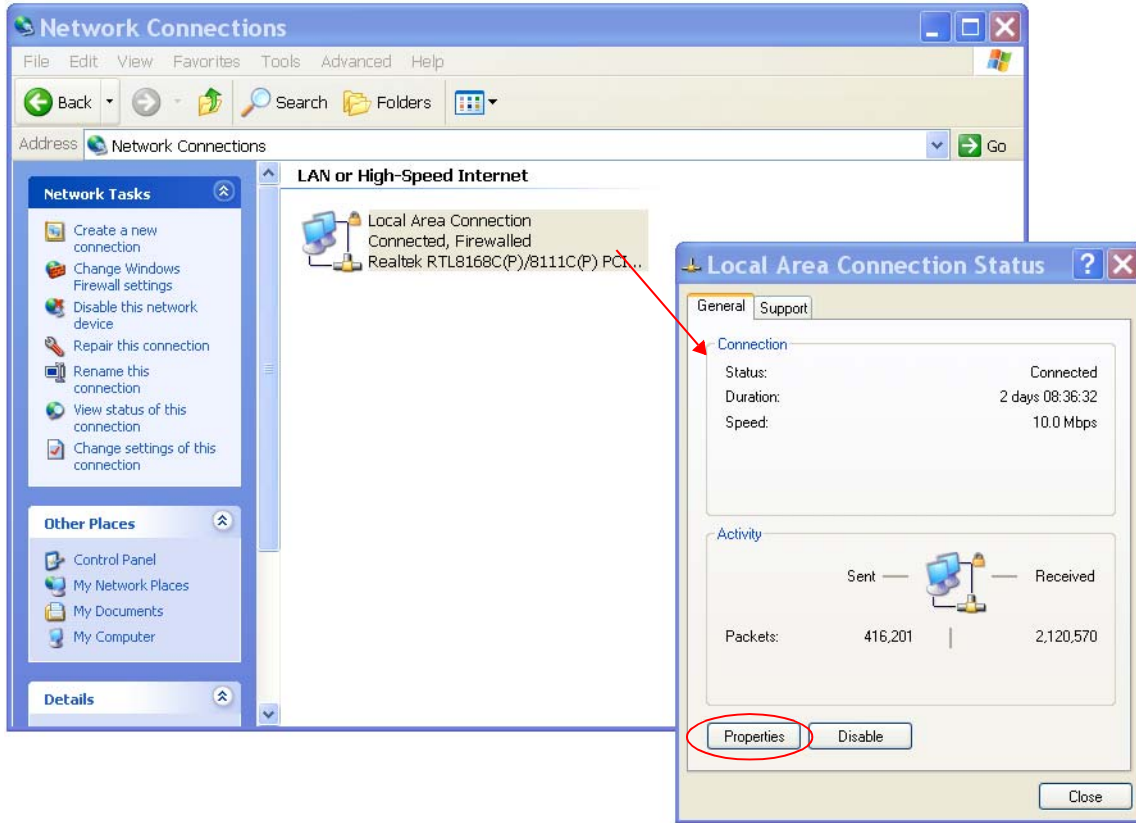 Network Connections
File Edit View Favorites Tools Advanced Help
Back Search Folders
Address Network Connections Go
Network Tasks
Create a new
connection
Change Windows
Firewall settings
Disable this network
device
Repair this connection
Rename this
connection
View status of this
connection
Change settings of this
connection
Other Places
Control Panel
My Network Places
My Documents
My Computer
Details
LAN or High-Speed Internet
Local Area Connection
Connected, Firewalled
Realtek RTL8168C(P)/8111C(P) PCI...
Local Area Connection Status
General Support
Connection
Status: Connected
Duration: 2 days 08:36:32
Speed: 10.0 Mbps
Activity
Sent Received
Packets: 416,201 2,120,570
Properties Disable
Close